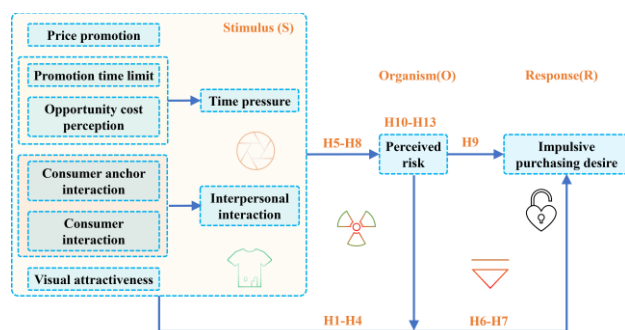 Price promotion
Stimulus (S)
Promotion time limit
Opportunity cost
perception
Time pressure
Consumer anchor
interaction
Consumer
interaction
Interpersonal
interaction
Visual attractiveness
Organism(O)
Response(R)
H10-H13
H5-H8
Perceived
risk
H9
Impulsive
purchasing desire
H1-H4
H6-H7